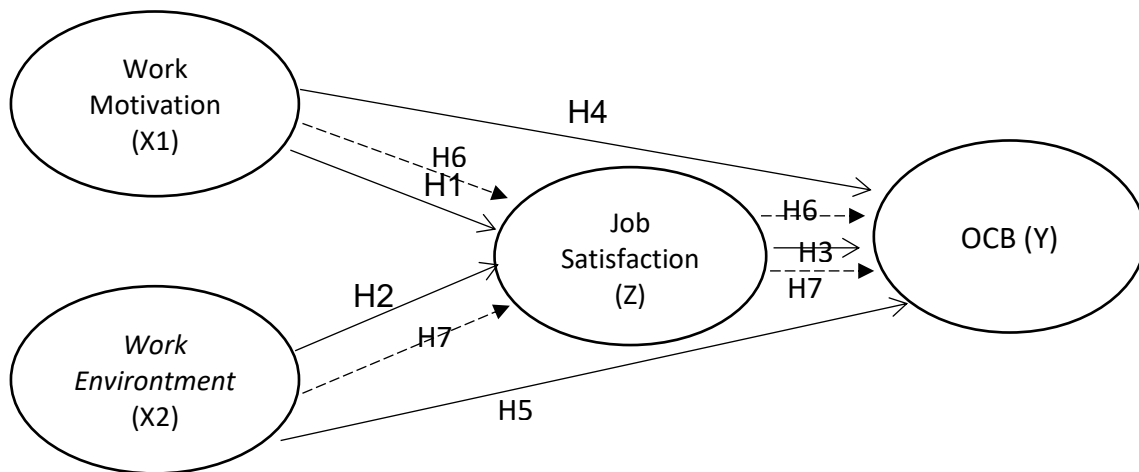 Work
Motivation
(X1)
H4
H6
H1
Job
Satisfaction
(Z)
H6
H3
H7
OCB (Y)
H2
H7
Work
Environtment
(X2)
H5